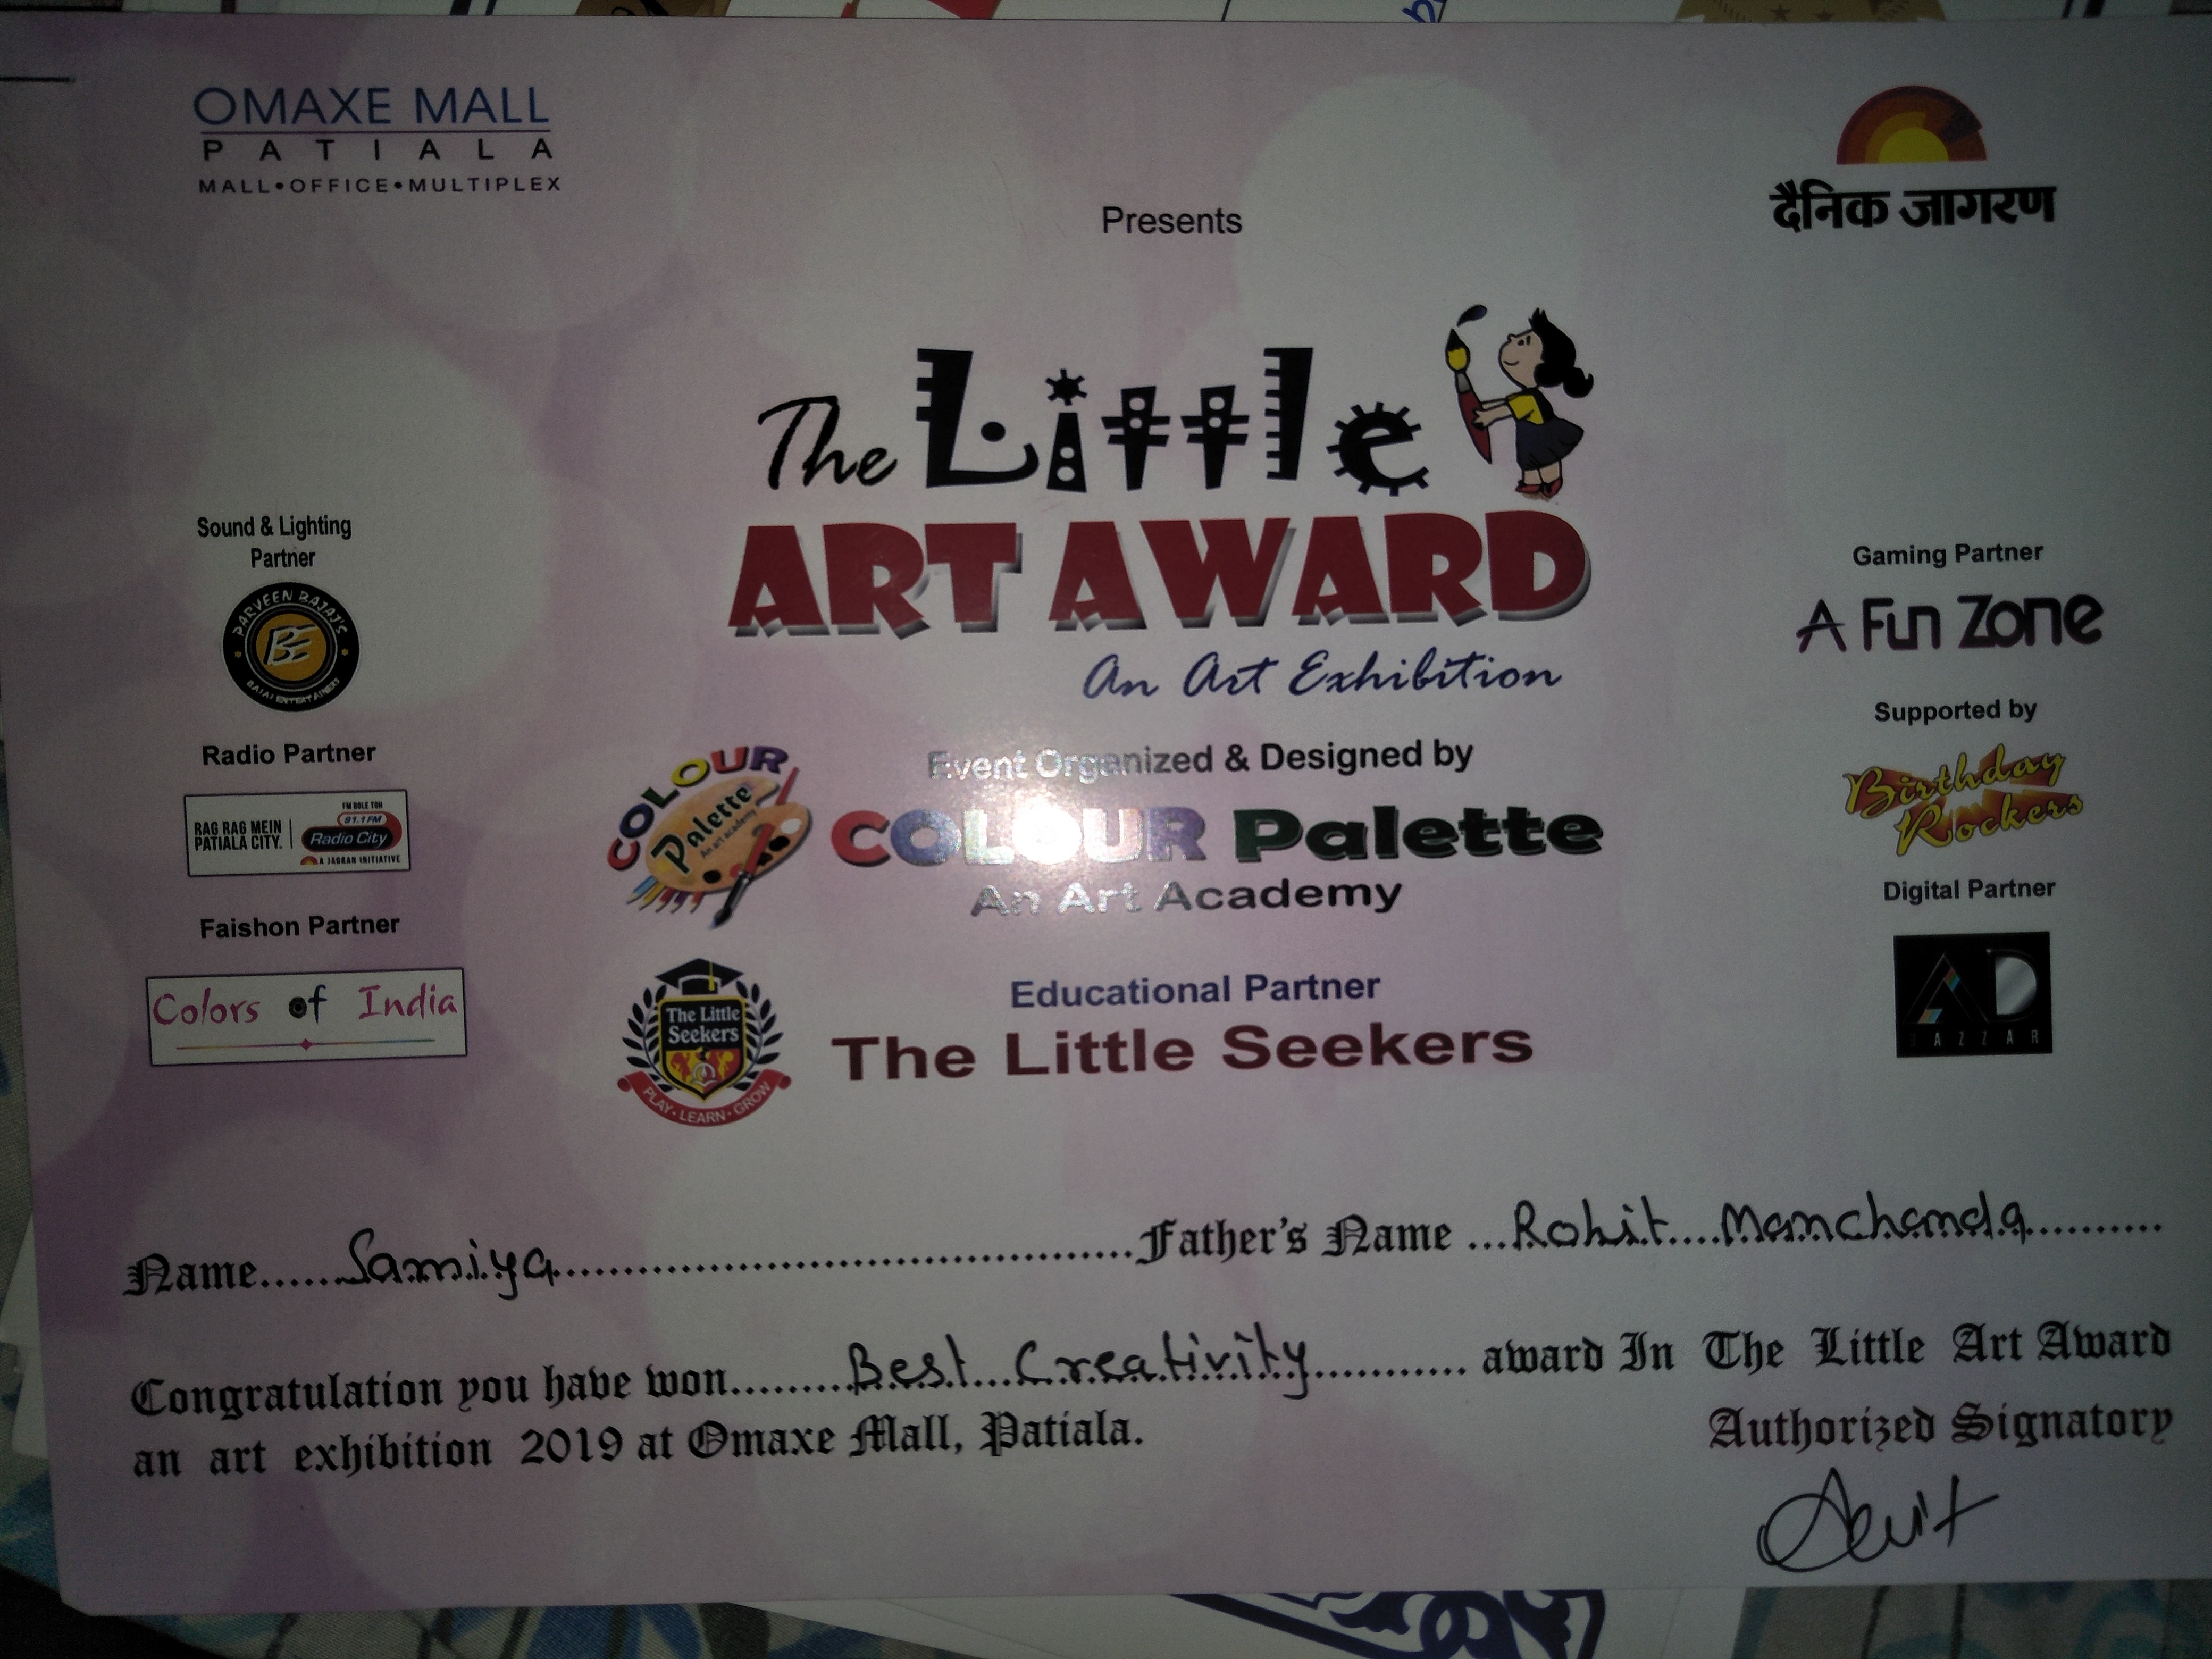 OMAXE MALL
PATIALA
MALL•OFFICE•MULTIPLEX
दैनिक जागरण
Presents
The Little
ART AWARD
An Art Exhibition
Sound & Lighting
Partner
PARVEEN BAJAJ'S
BE
BAJAJ ENTERTAINERS
Radio Partner
RAG RAG MEIN
PATIALA CITY.
FM BOLE TOH
91.1 FM
Radio City
A JAGRAN INITIATIVE
Faishon Partner
Colors of India
Event Organized & Designed by
COLOUR
Palette
An art academy
COLOUR Palette
An Art Academy
The Little
Seekers
PLAY • LEARN • GROW
Educational Partner
The Little Seekers
Gaming Partner
A Fun Zone
Supported by
Birthday
Rockers
Digital Partner
AD
BAZZAR
Name......Samiya..........Father's Name ...Rohit....Manchanda..........
Congratulation you have won........Best...Creativity........... award In The Little Art Award
an art exhibition 2019 at Omaxe Mall, Patiala.
Authorized Signatory